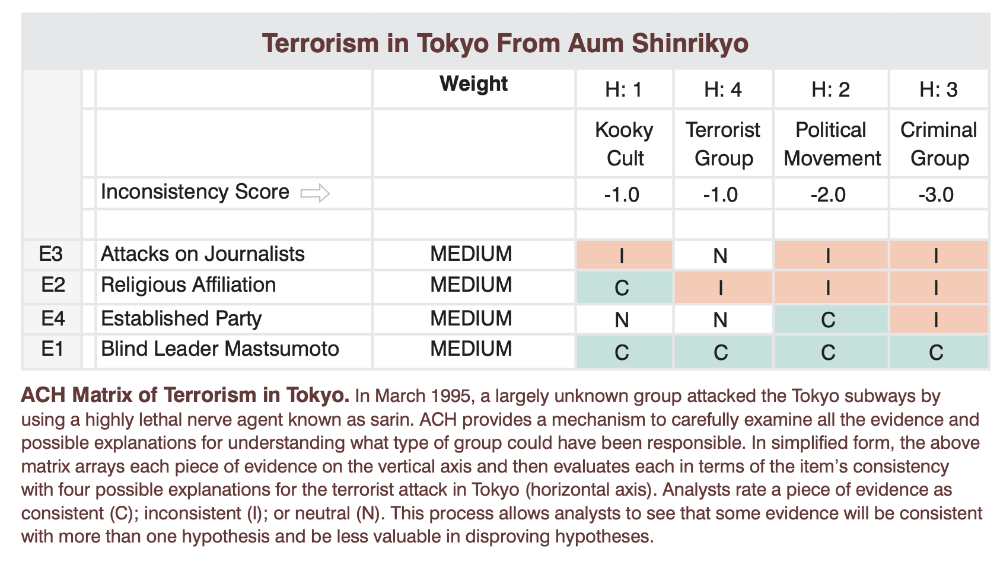 Terrorism in Tokyo From Aum Shinrikyo
Weight H: 1 H: 4 H: 2 H: 3
Kooky Terrorist Political Criminal
Cult Group Movement Group
Inconsistency Score -1.0 -1.0 -2.0 -3.0
E3 Attacks on Journalists MEDIUM I N I I
E2 Religious Affiliation MEDIUM C I I I
E4 Established Party MEDIUM N N C I
E1 Blind Leader Mastsumoto MEDIUM C C C C
ACH Matrix of Terrorism in Tokyo. In March 1995, a largely unknown group attacked the Tokyo subways by
using a highly lethal nerve agent known as sarin. ACH provides a mechanism to carefully examine all the evidence and
possible explanations for understanding what type of group could have been responsible. In simplified form, the above
matrix arrays each piece of evidence on the vertical axis and then evaluates each in terms of the item’s consistency
with four possible explanations for the terrorist attack in Tokyo (horizontal axis). Analysts rate a piece of evidence as
consistent (C); inconsistent (I); or neutral (N). This process allows analysts to see that some evidence will be consistent
with more than one hypothesis and be less valuable in disproving hypotheses.